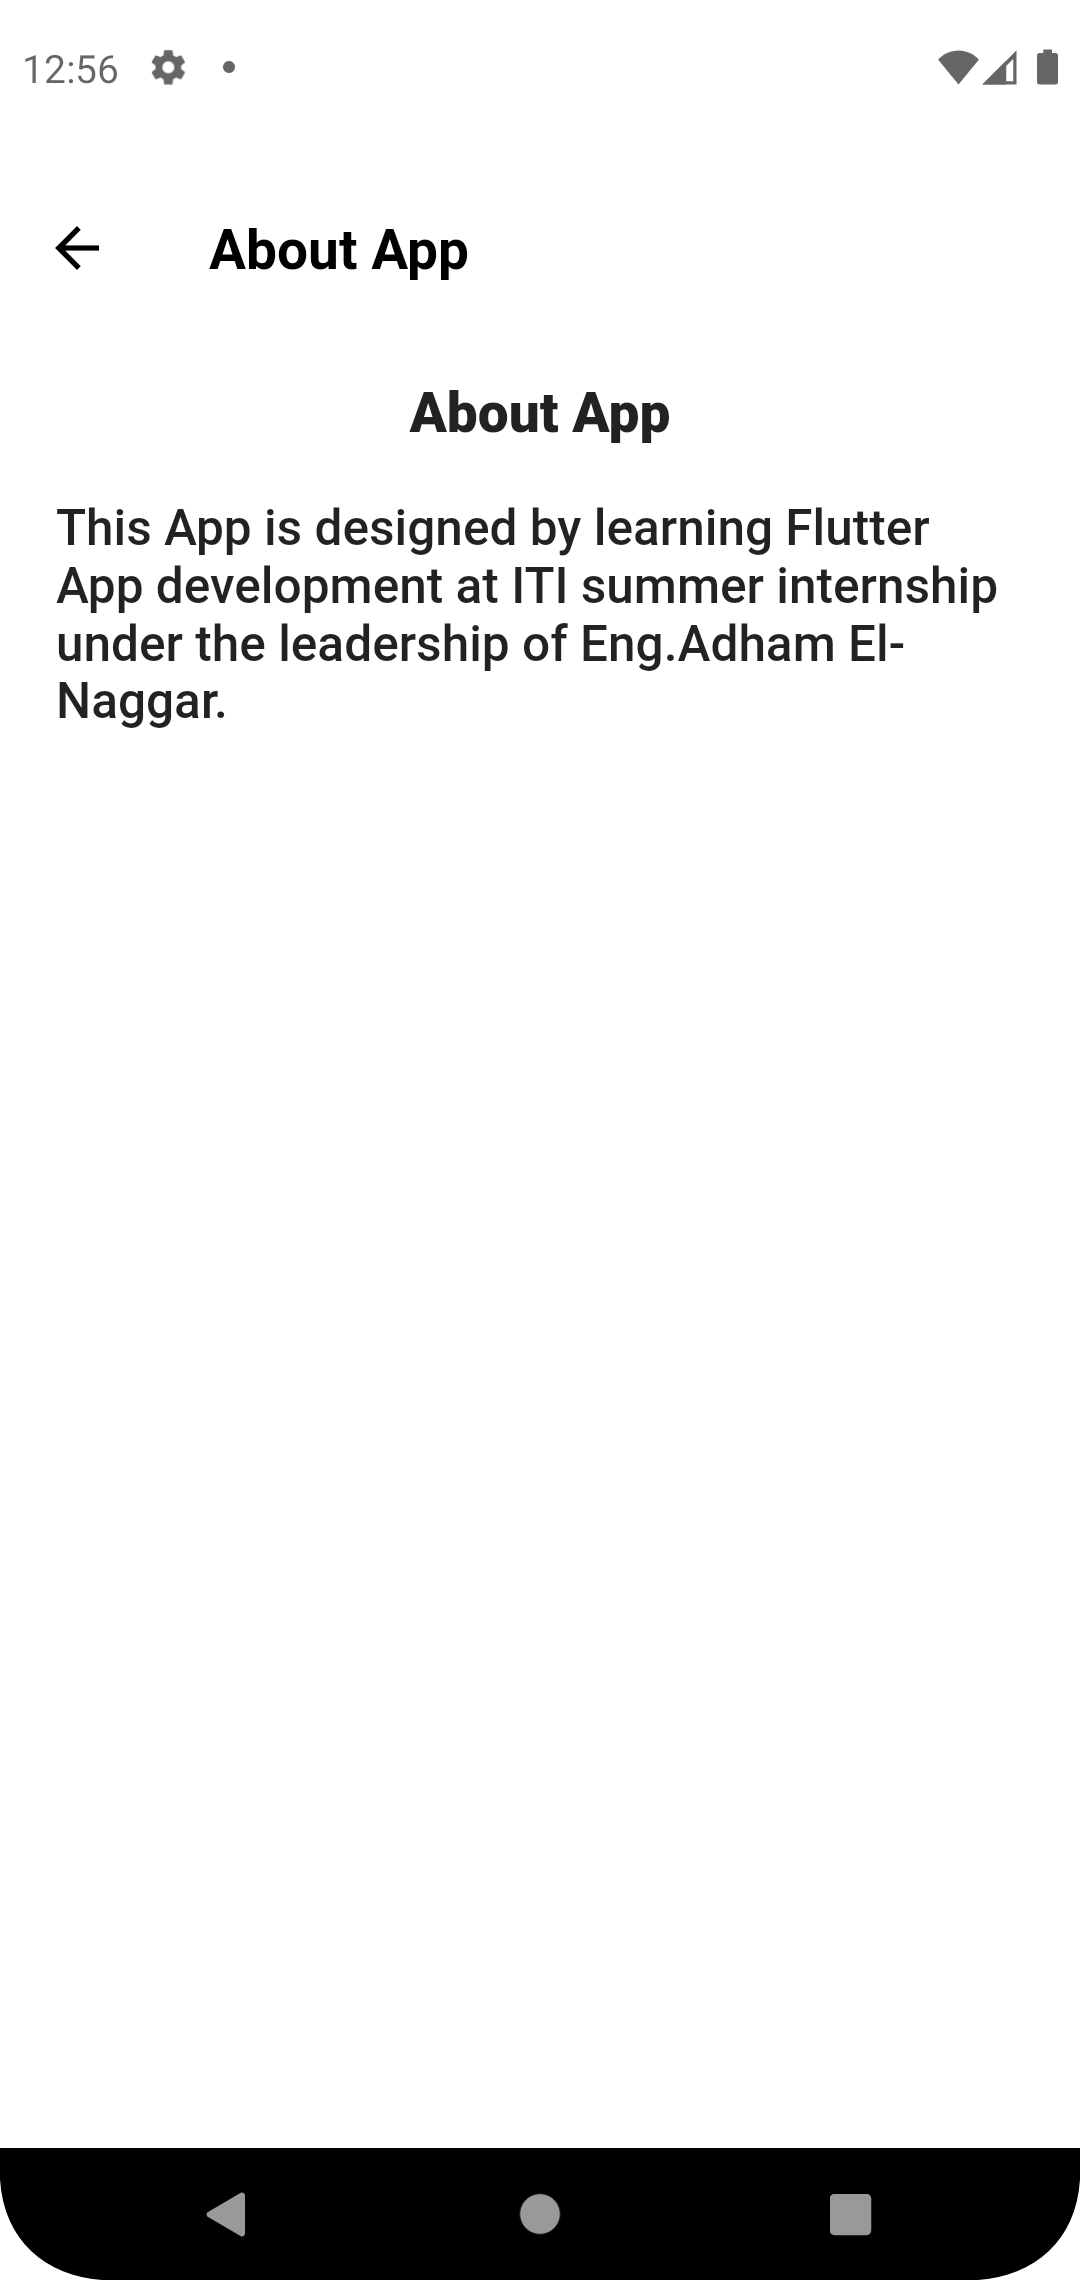 12:56
About App
About App
This App is designed by learning Flutter
App development at ITI summer internship
under the leadership of Eng.Adham El-
Naggar.